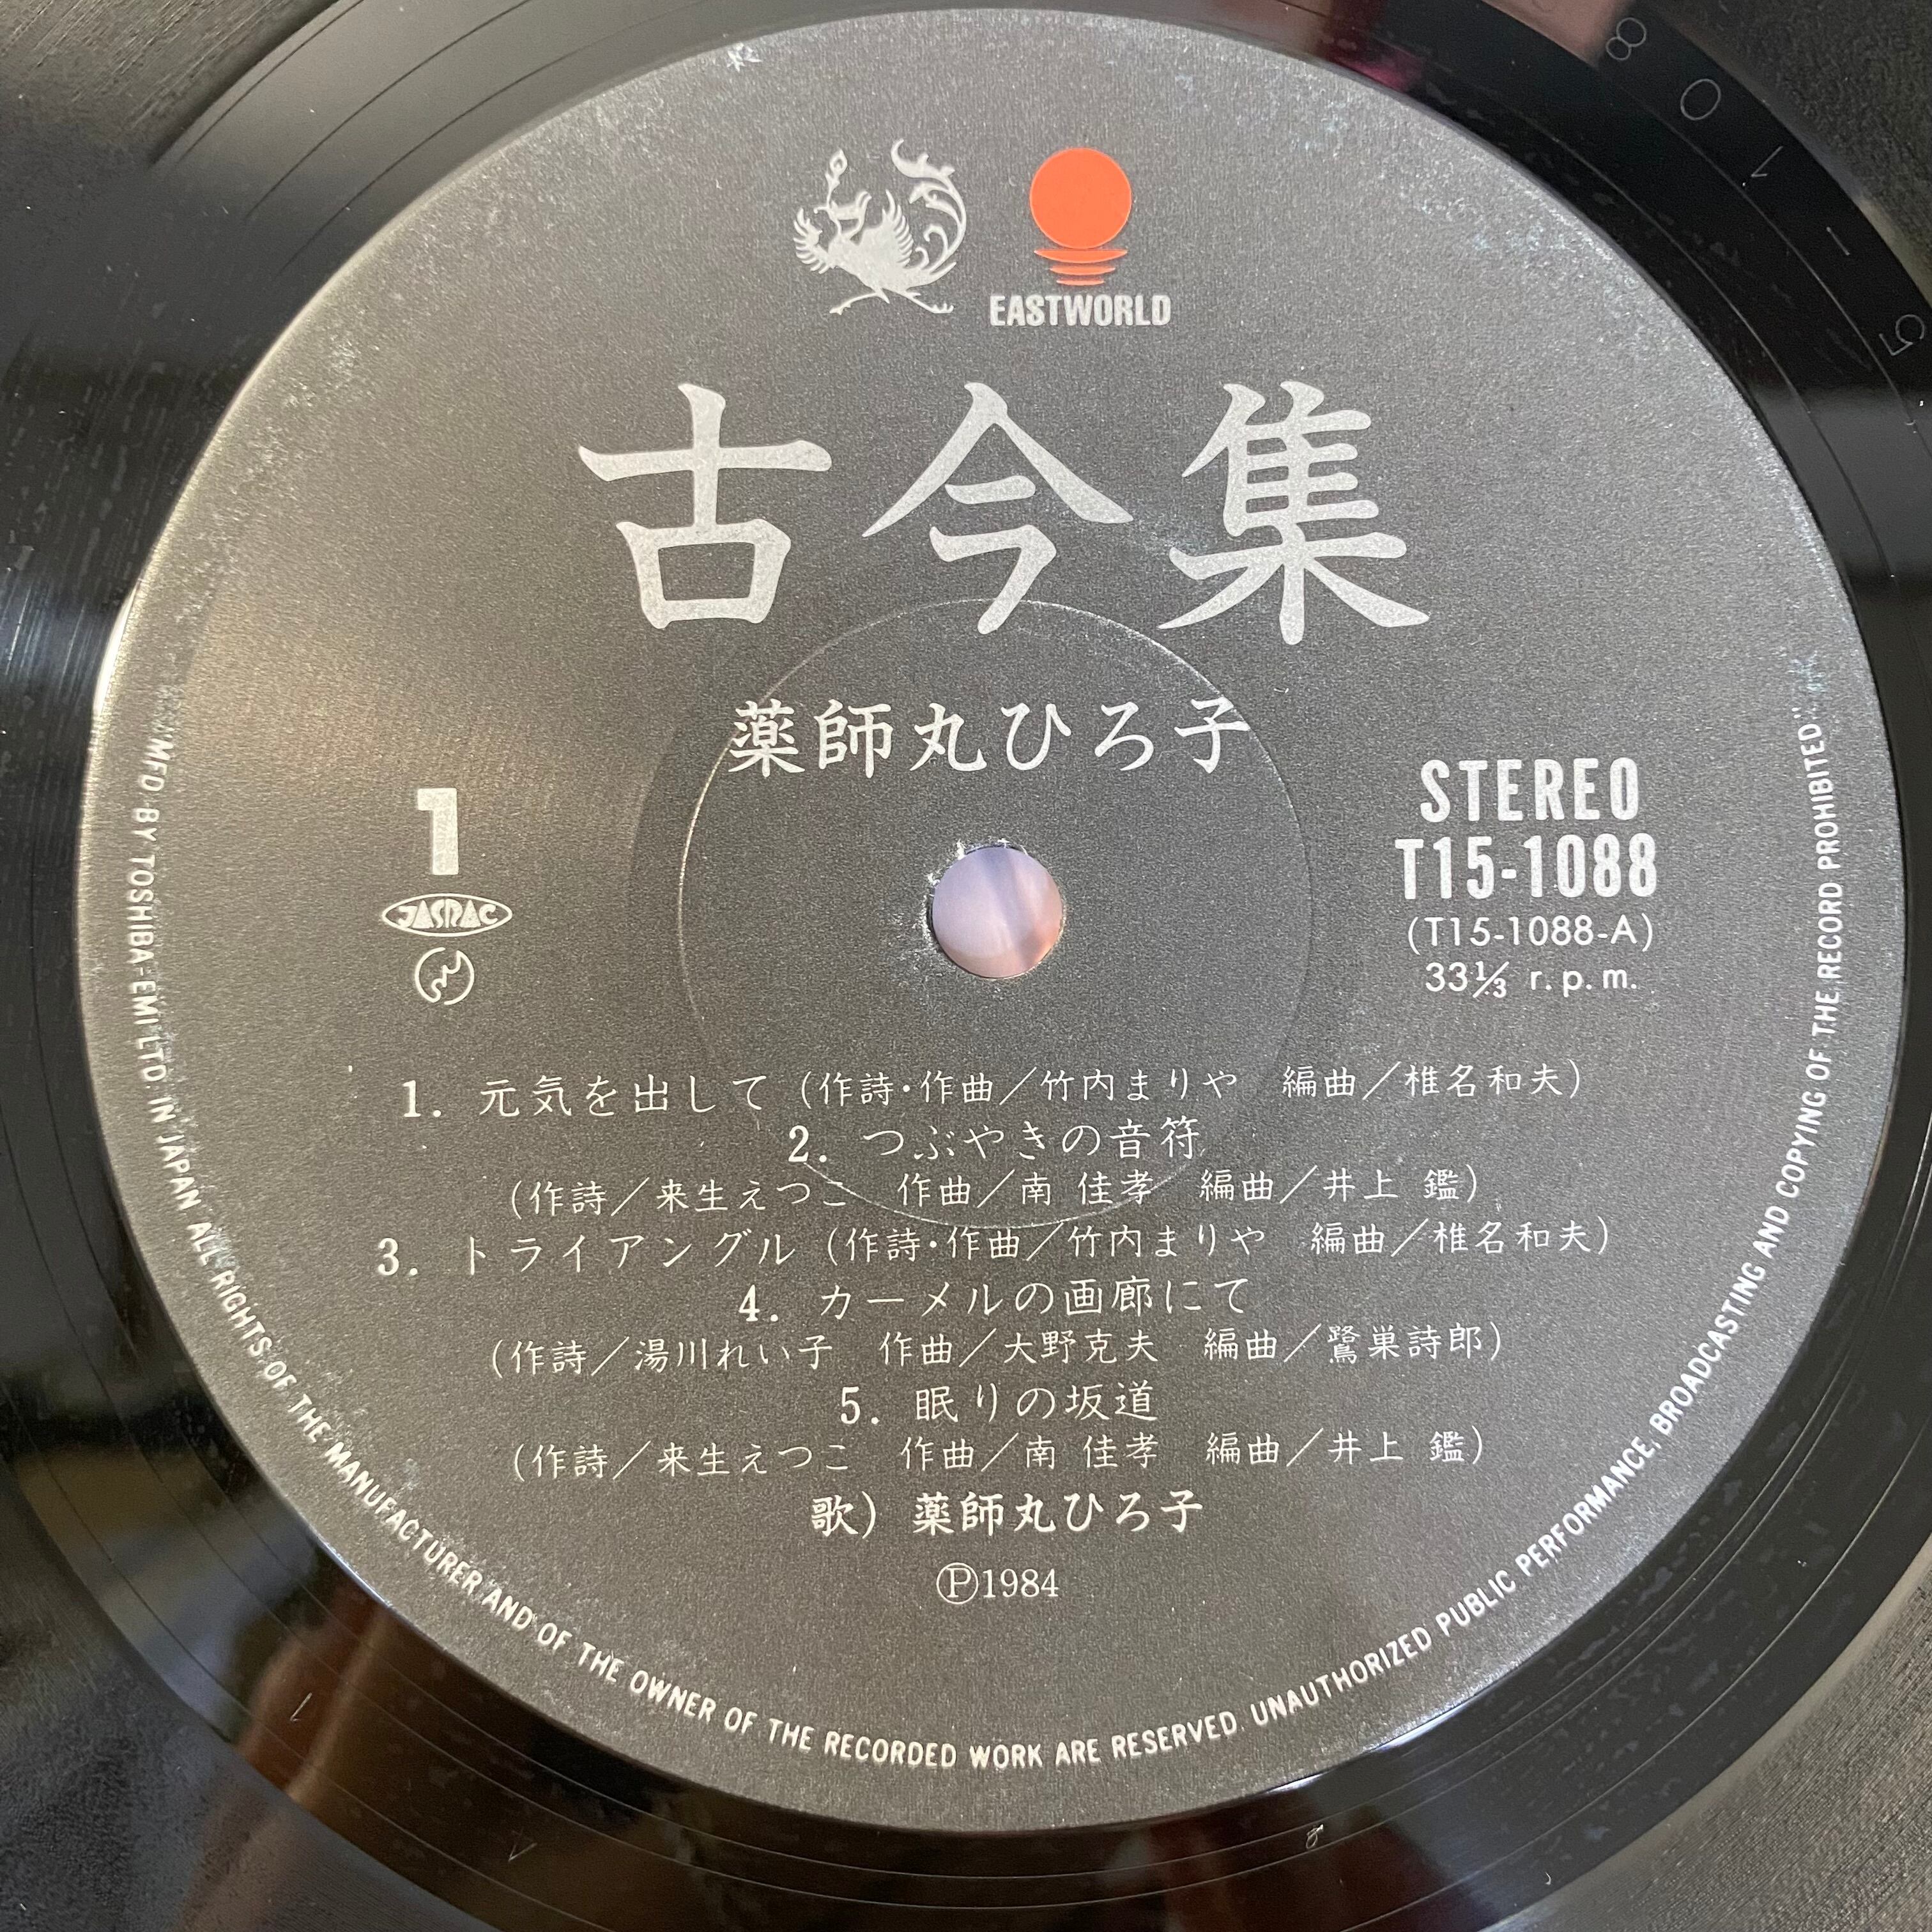 EASTWORLD
古今集
薬師丸ひろ子
1
JASRAC
STEREO
T15-1088
(T15-1088-A)
33⅓ r.p.m.
1. 元気を出して (作詩・作曲／竹内まりや 編曲／椎名和夫)
2. つぶやきの音符
(作詩／来生えつこ 作曲／南 佳孝 編曲／井上 鑑)
3. トライアングル (作詩・作曲／竹内まりや 編曲／椎名和夫)
4. カーメルの画廊にて
(作詩／湯川れい子 作曲／大野克夫 編曲／鷺巣詩郎)
5. 眠りの坂道
(作詩／来生えつこ 作曲／南 佳孝 編曲／井上 鑑)
歌) 薬師丸ひろ子
Ⓟ1984
MFD BY TOSHIBA-EMI LTD IN JAPAN ALL RIGHTS OF THE MANUFACTURER AND OF THE OWNER OF THE RECORDED WORK ARE RESERVED. UNAUTHORIZED PUBLIC PERFORMANCE, BROADCASTING AND COPYING OF THE RECORD PROHIBITED.